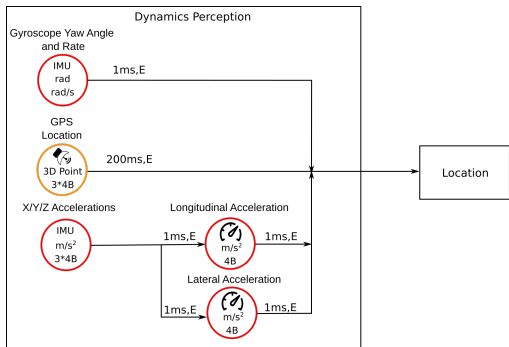 Dynamics Perception
Gyroscope Yaw Angle
and Rate
IMU
rad
rad/s
1ms,E
GPS
Location
3D Point
3*4B
200ms,E
Location
X/Y/Z Accelerations
IMU
m/s²
3*4B
Longitudinal Acceleration
1ms,E
m/s²
4B
1ms,E
Lateral Acceleration
1ms,E
m/s²
4B
1ms,E